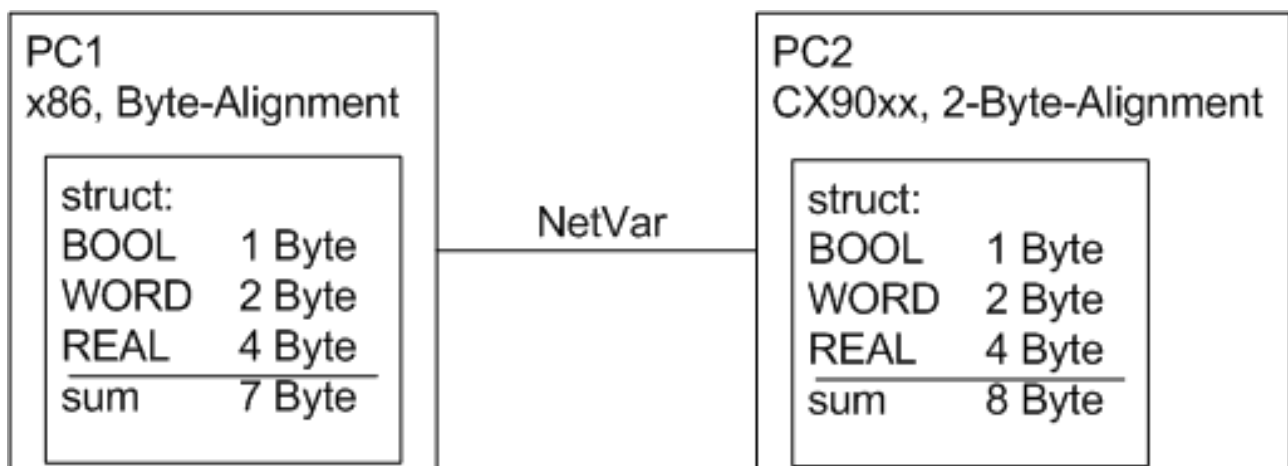 PC1
x86, Byte-Alignment
struct:
BOOL 1 Byte
WORD 2 Byte
REAL 4 Byte
sum 7 Byte
NetVar
PC2
CX90xx, 2-Byte-Alignment
struct:
BOOL 1 Byte
WORD 2 Byte
REAL 4 Byte
sum 8 Byte